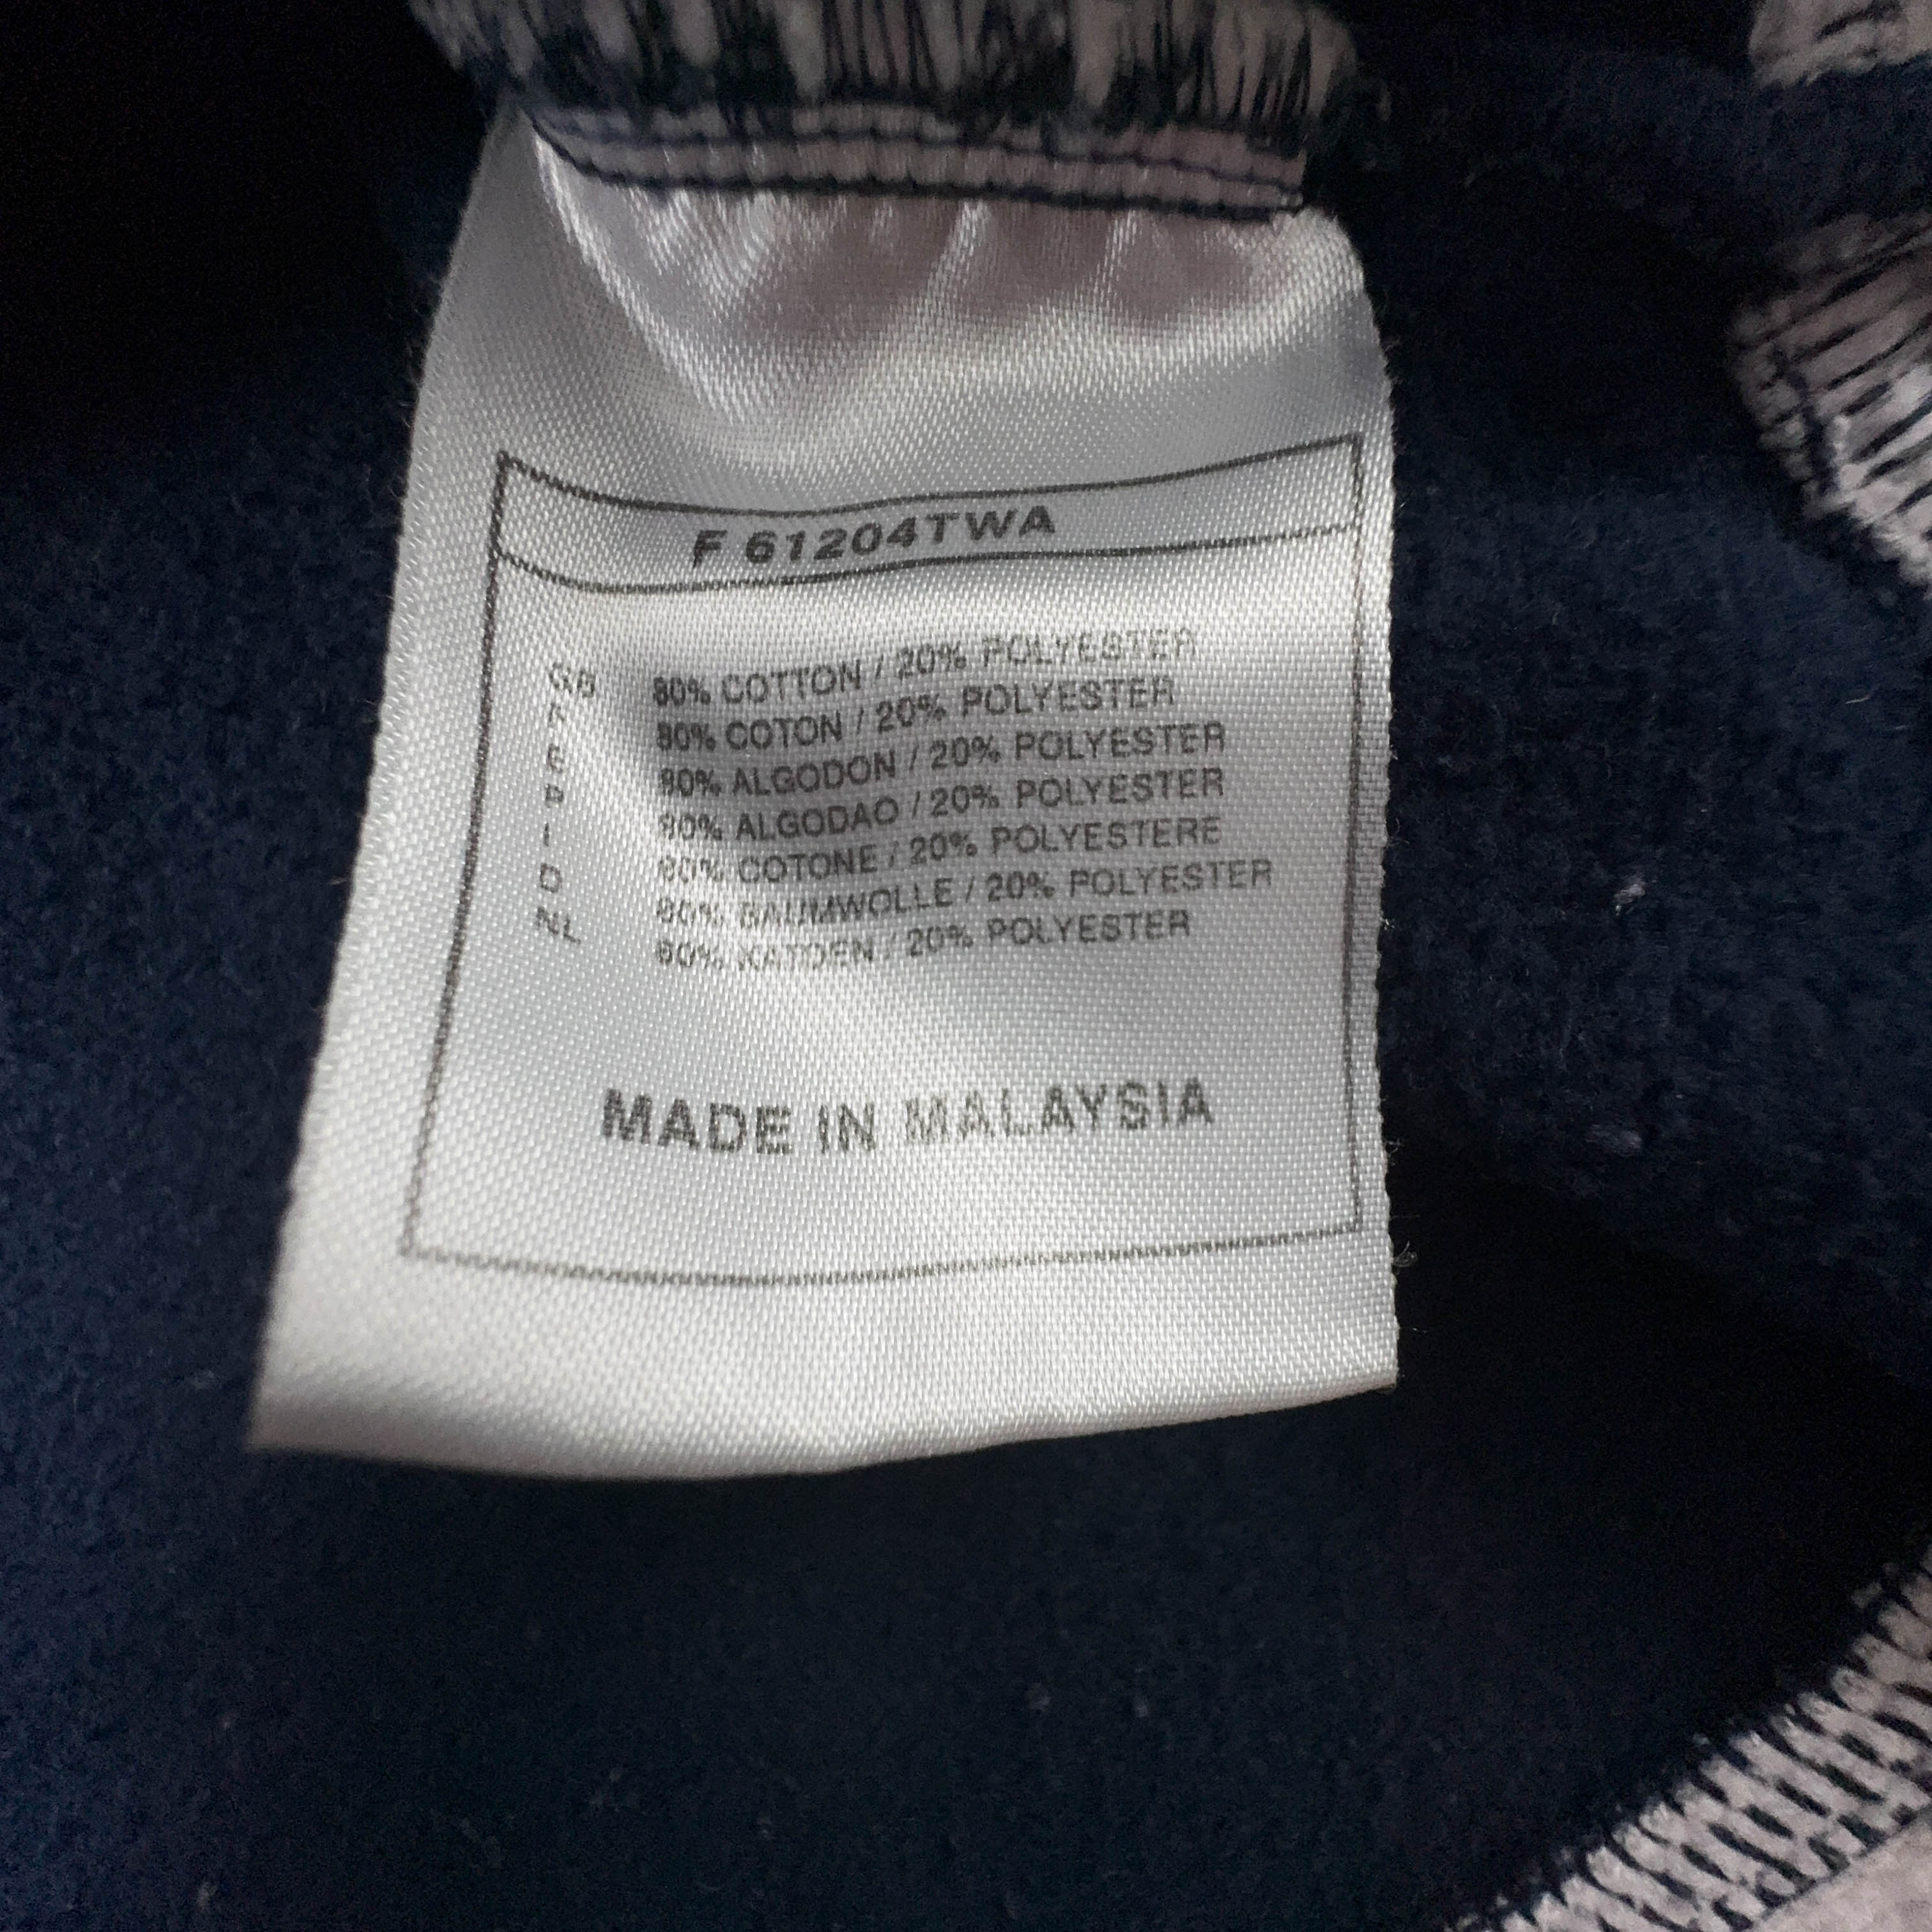 F 61204TWA
GB 80% COTTON / 20% POLYESTER
F 80% COTON / 20% POLYESTER
E 80% ALGODON / 20% POLYESTER
P 80% ALGODAO / 20% POLYESTER
I 80% COTONE / 20% POLYESTERE
D 80% BAUMWOLLE / 20% POLYESTER
NL 80% KATOEN / 20% POLYESTER
MADE IN MALAYSIA